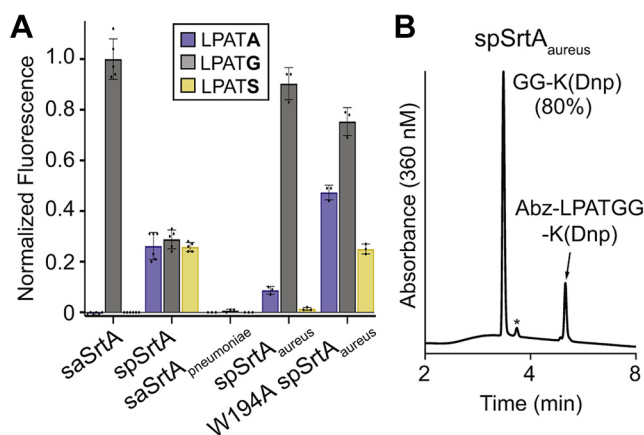 A
LPATA
LPATG
LPATS
Normalized Fluorescence
1.0
0.8
0.6
0.4
0.2
0
saSrtA
spSrtA
saSrtApneumoniae
spSrtAaureus
W194A spSrtAaureus
B
spSrtAaureus
GG-K(Dnp)
(80%)
Abz-LPATGG
-K(Dnp)
*
Absorbance (360 nM)
2 4 6 8
Time (min)